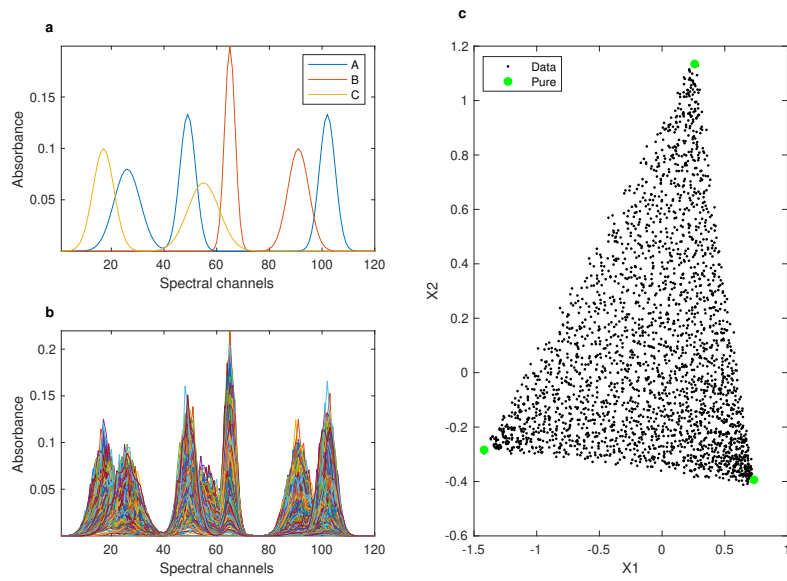 a
A
B
C
0.15
0.1
0.05
Absorbance
20 40 60 80 100 120
Spectral channels
b
0.2
0.15
0.1
0.05
Absorbance
20 40 60 80 100 120
Spectral channels
c
Data
Pure
1.2
1
0.8
0.6
0.4
0.2
0
-0.2
-0.4
-0.6
X2
-1.5 -1 -0.5 0 0.5 1
X1